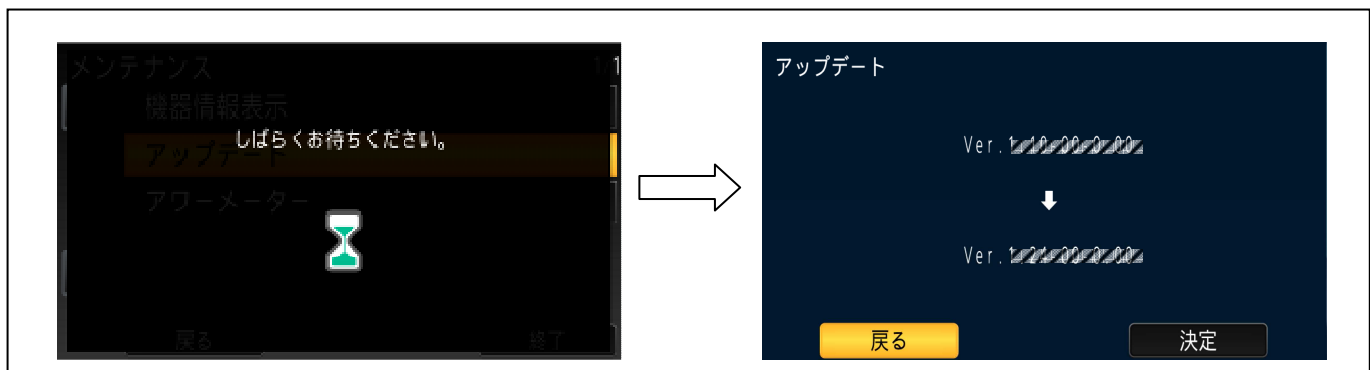 メンテナンス
1/1
機器情報表示
しばらくお待ちください。
アップデート
アワーメーター
戻る
終了
アップデート
Ver.
Ver.
戻る
決定